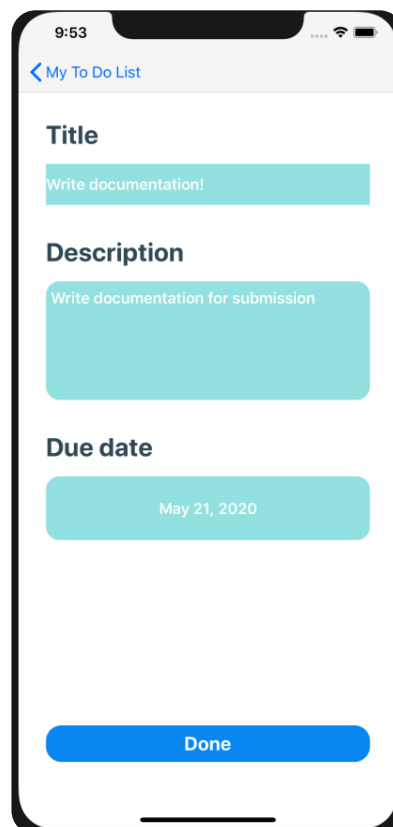 9:53
My To Do List
Title
Write documentation!
Description
Write documentation for submission
Due date
May 21, 2020
Done